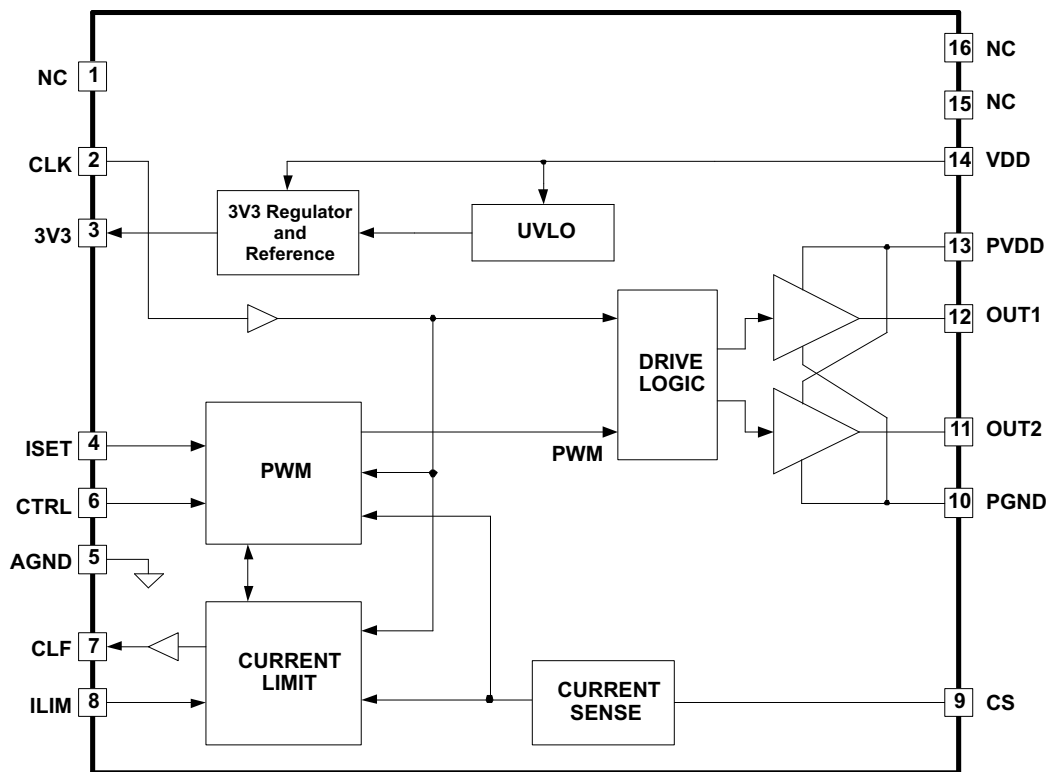 16 NC
NC 1
15 NC
CLK 2
14 VDD
3V3 3
3V3 Regulator
and
Reference
UVLO
13 PVDD
12 OUT1
DRIVE
LOGIC
ISET 4
PWM
PWM
11 OUT2
CTRL 6
10 PGND
AGND 5
CLF 7
CURRENT
LIMIT
ILIM 8
CURRENT
SENSE
9 CS